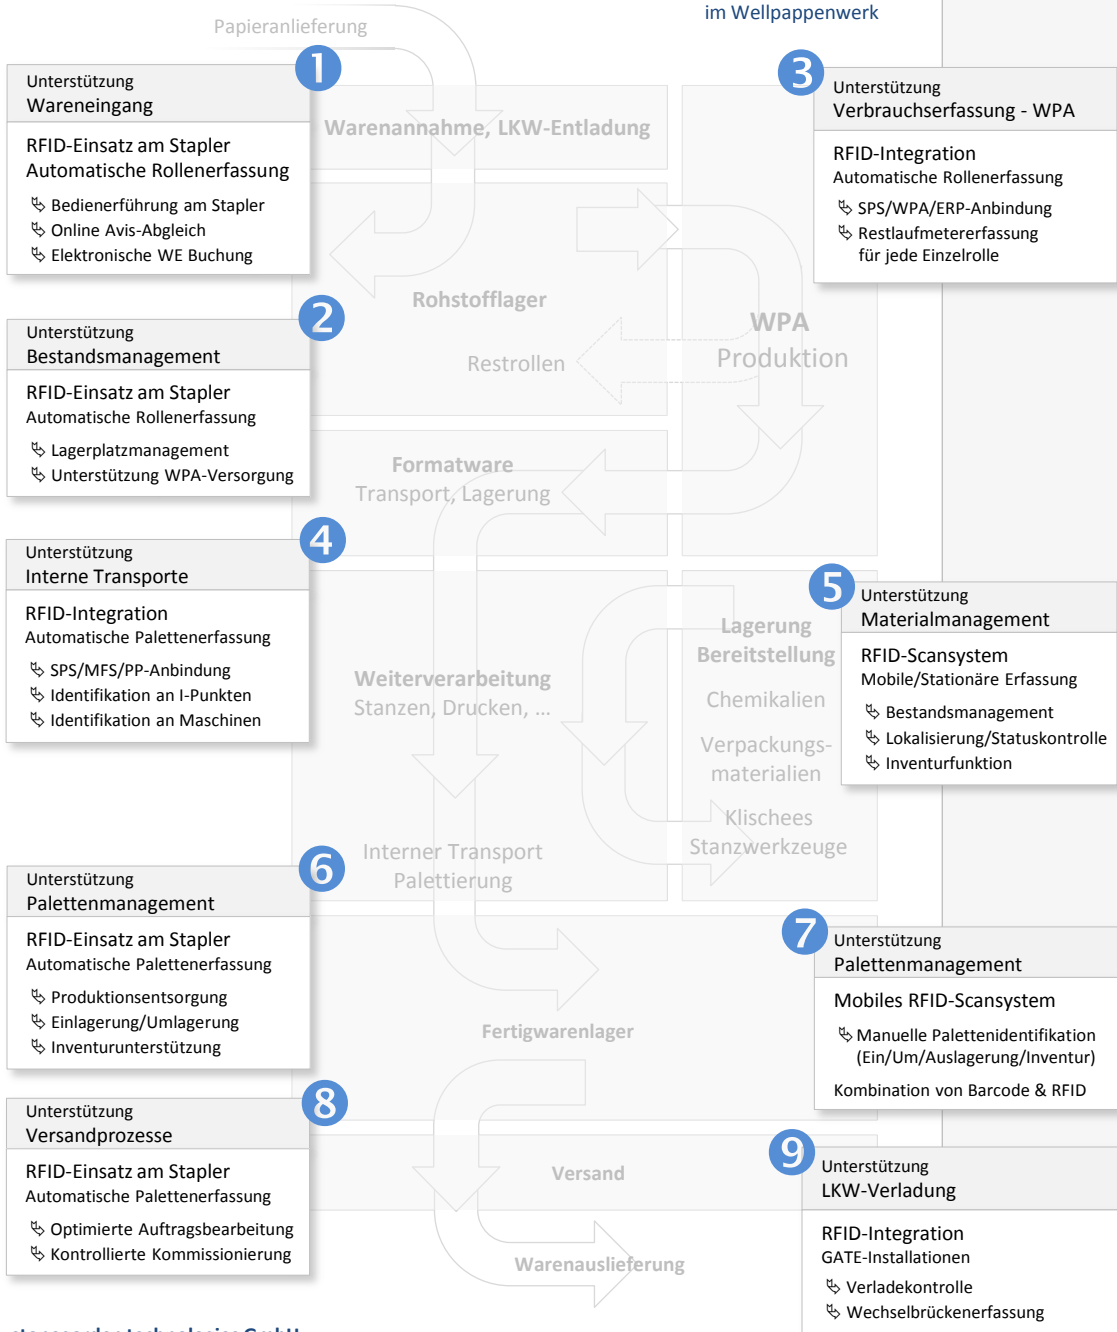 im Wellpappenwerk
Papieranlieferung
1
Unterstützung
Wareneingang
RFID-Einsatz am Stapler
Automatische Rollenerfassung
Bedienerführung am Stapler
Online Avis-Abgleich
Elektronische WE Buchung
Warenannahme, LKW-Entladung
3
Unterstützung
Verbrauchserfassung - WPA
RFID-Integration
Automatische Rollenerfassung
SPS/WPA/ERP-Anbindung
Restlaufmetererfassung
für jede Einzelrolle
Rohstofflager
Restrollen
WPA
Produktion
2
Unterstützung
Bestandsmanagement
RFID-Einsatz am Stapler
Automatische Rollenerfassung
Lagerplatzmanagement
Unterstützung WPA-Versorgung
Formatware
Transport, Lagerung
4
Unterstützung
Interne Transporte
RFID-Integration
Automatische Palettenerfassung
SPS/MFS/PP-Anbindung
Identifikation an I-Punkten
Identifikation an Maschinen
Weiterverarbeitung
Stanzen, Drucken, ...
Lagerung
Bereitstellung
Chemikalien
Verpackungs-
materialien
Klischees
Stanzwerkzeuge
5
Unterstützung
Materialmanagement
RFID-Scansystem
Mobile/Stationäre Erfassung
Bestandsmanagement
Lokalisierung/Statuskontrolle
Inventurfunktion
Interner Transport
Palettierung
6
Unterstützung
Palettenmanagement
RFID-Einsatz am Stapler
Automatische Palettenerfassung
Produktionsentsorgung
Einlagerung/Umlagerung
Inventurunterstützung
Fertigwarenlager
7
Unterstützung
Palettenmanagement
Mobiles RFID-Scansystem
Manuelle Palettenidentifikation
(Ein/Um/Auslagerung/Inventur)
Kombination von Barcode & RFID
8
Unterstützung
Versandprozesse
RFID-Einsatz am Stapler
Automatische Palettenerfassung
Optimierte Auftragsbearbeitung
Kontrollierte Kommissionierung
Versand
Warenauslieferung
9
Unterstützung
LKW-Verladung
RFID-Integration
GATE-Installationen
Verladekontrolle
Wechselbrückenerfassung